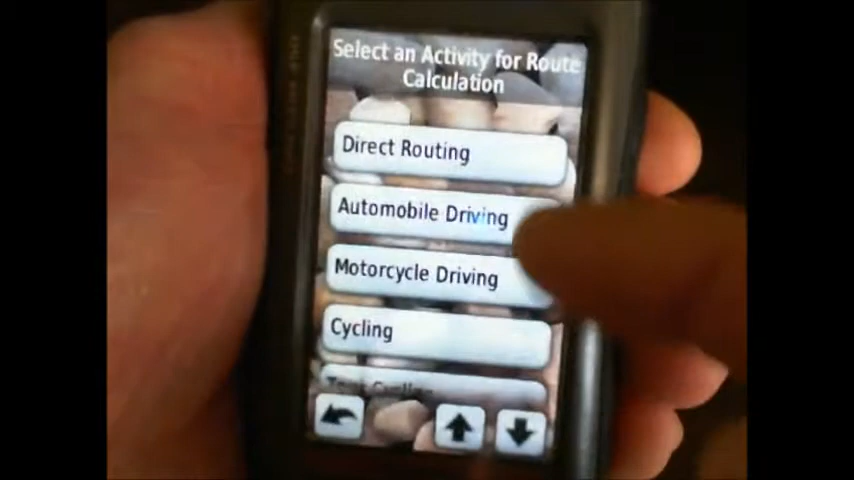 Select an Activity for Route
Calculation
Direct Routing
Automobile Driving
Motorcycle Driving
Cycling